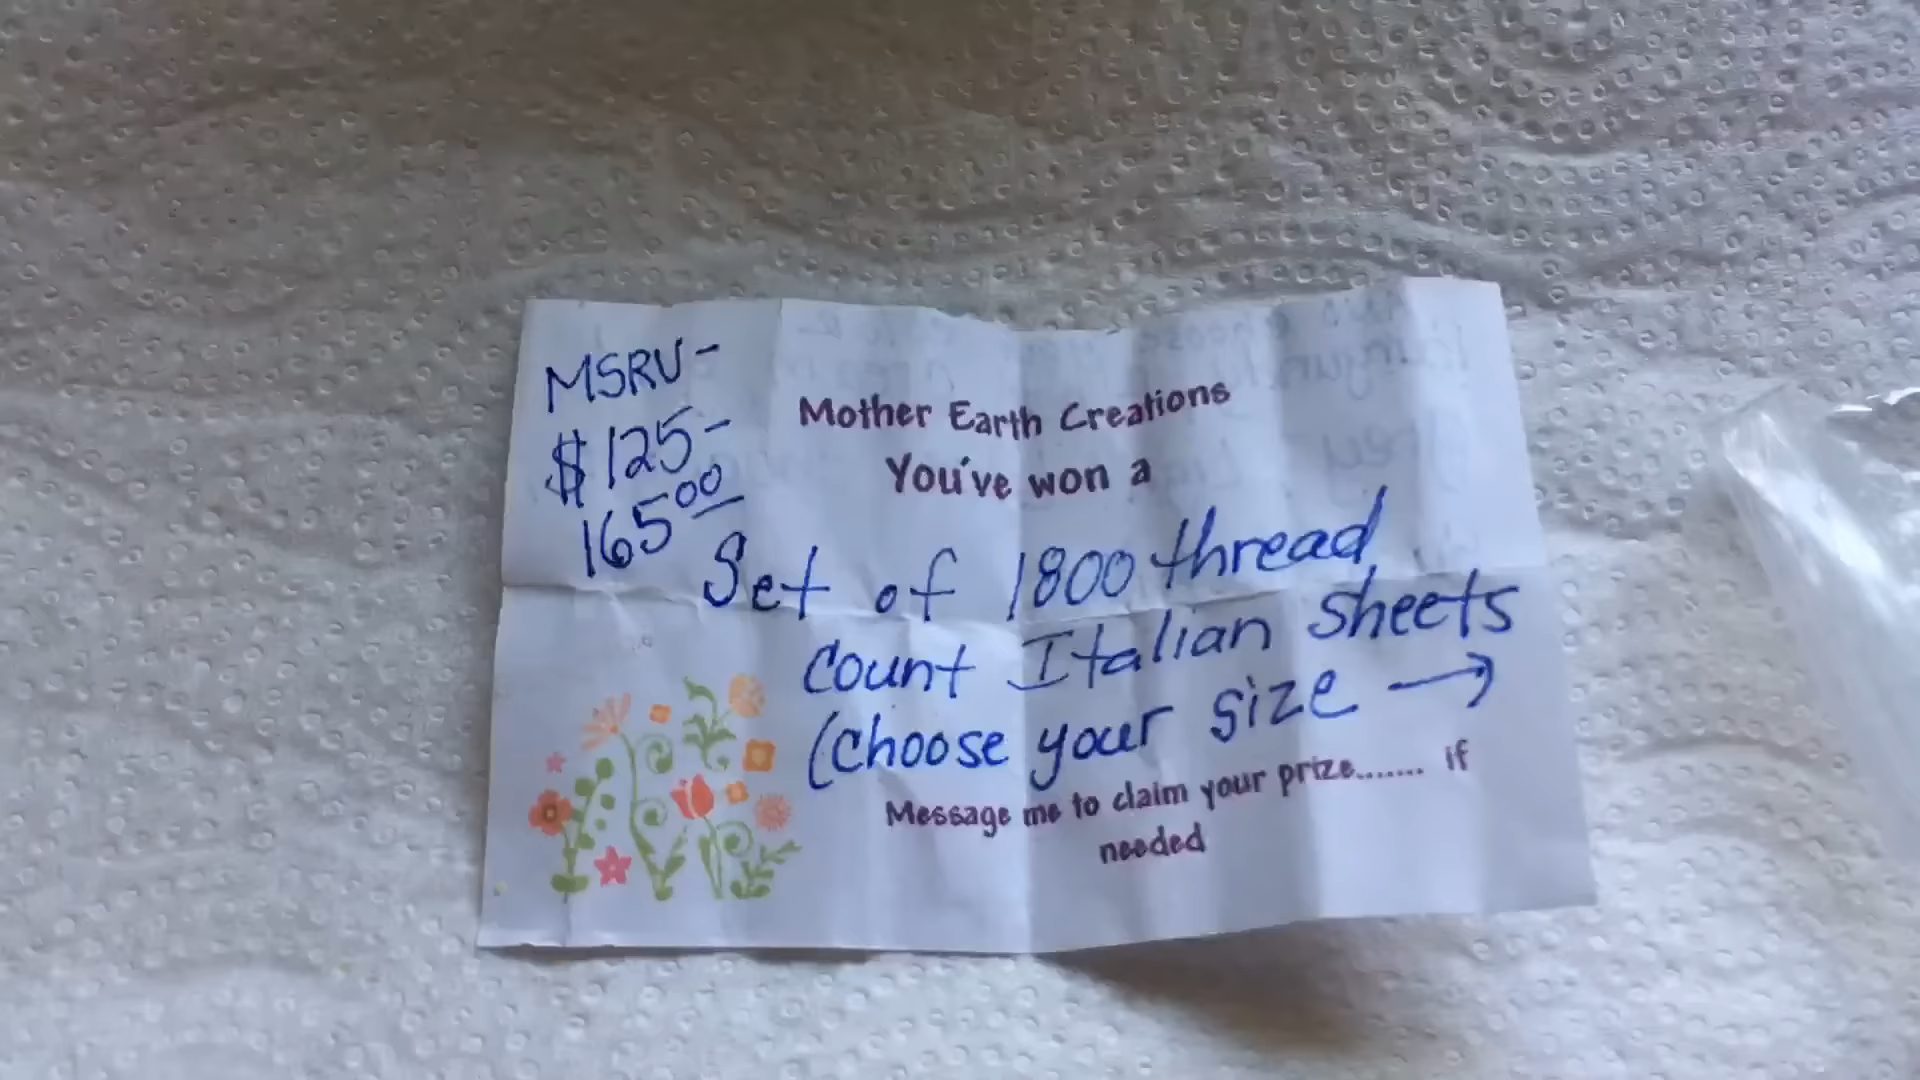 MSRV-
$125-
165.00
Mother Earth Creations
You've won a
Set of 1800 thread
count Italian sheets
(choose your size →
Message me to claim your prize....... if
needed